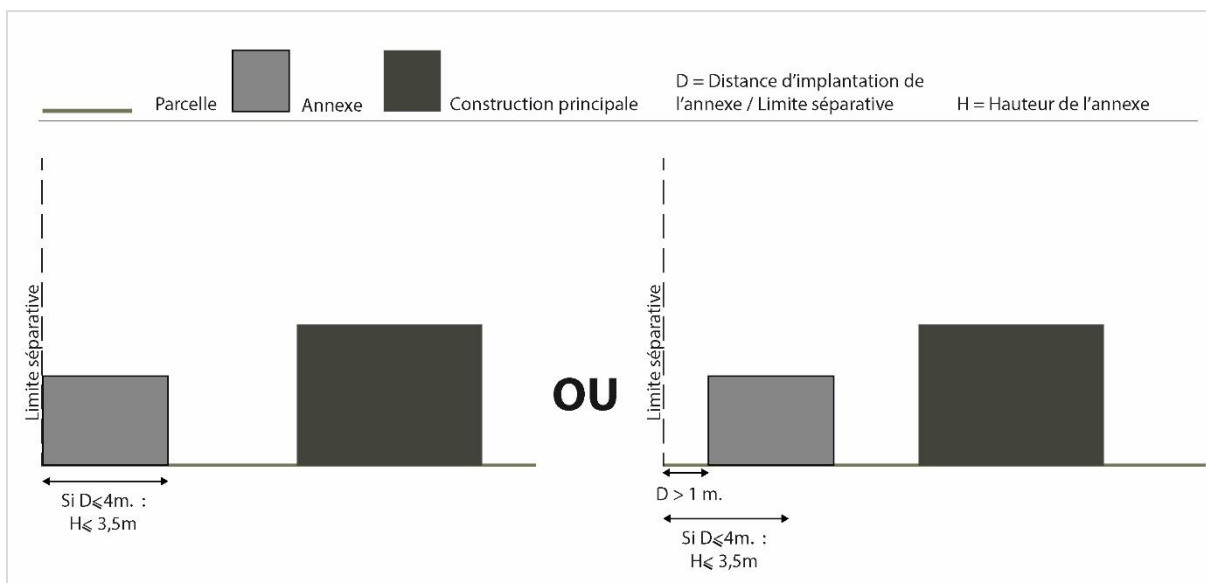 Parcelle
Annexe
Construction principale
D = Distance d'implantation de
l'annexe / Limite séparative
H = Hauteur de l'annexe
Limite séparative
Si D⩽4m. :
H⩽ 3,5m
OU
Limite séparative
D > 1 m.
Si D⩽4m. :
H⩽ 3,5m